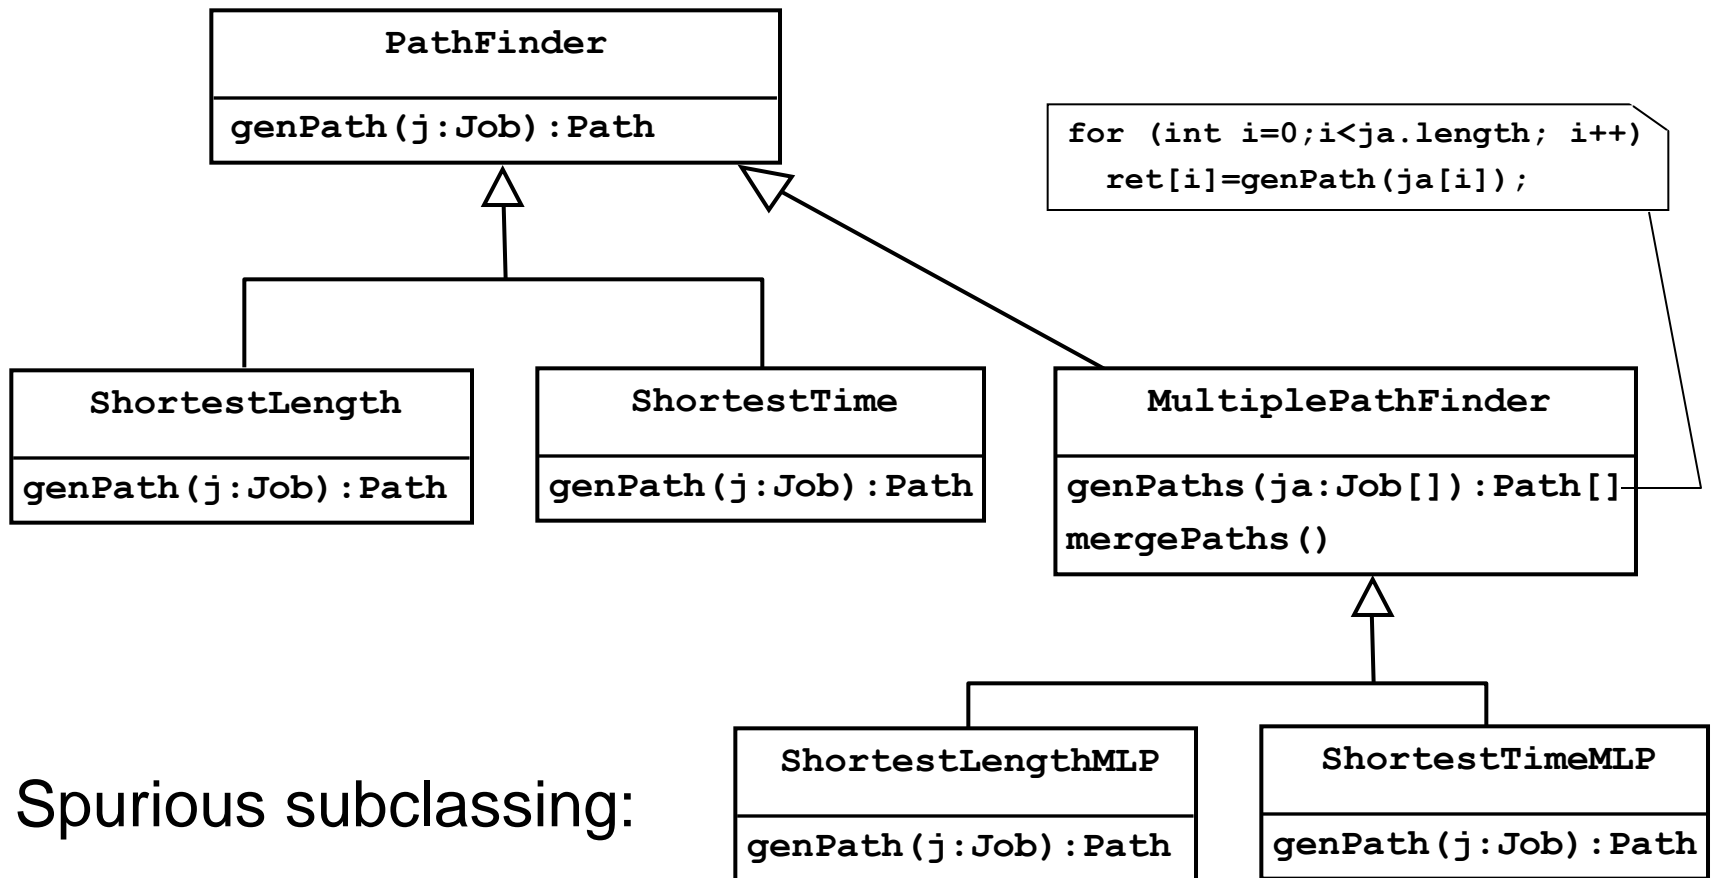 PathFinder
genPath(j:Job):Path
for (int i=0;i<ja.length; i++)
ret[i]=genPath(ja[i]);
ShortestLength
genPath(j:Job):Path
ShortestTime
genPath(j:Job):Path
MultiplePathFinder
genPaths(ja:Job[]):Path[]
mergePaths()
Spurious subclassing:
ShortestLengthMLP
genPath(j:Job):Path
ShortestTimeMLP
genPath(j:Job):Path